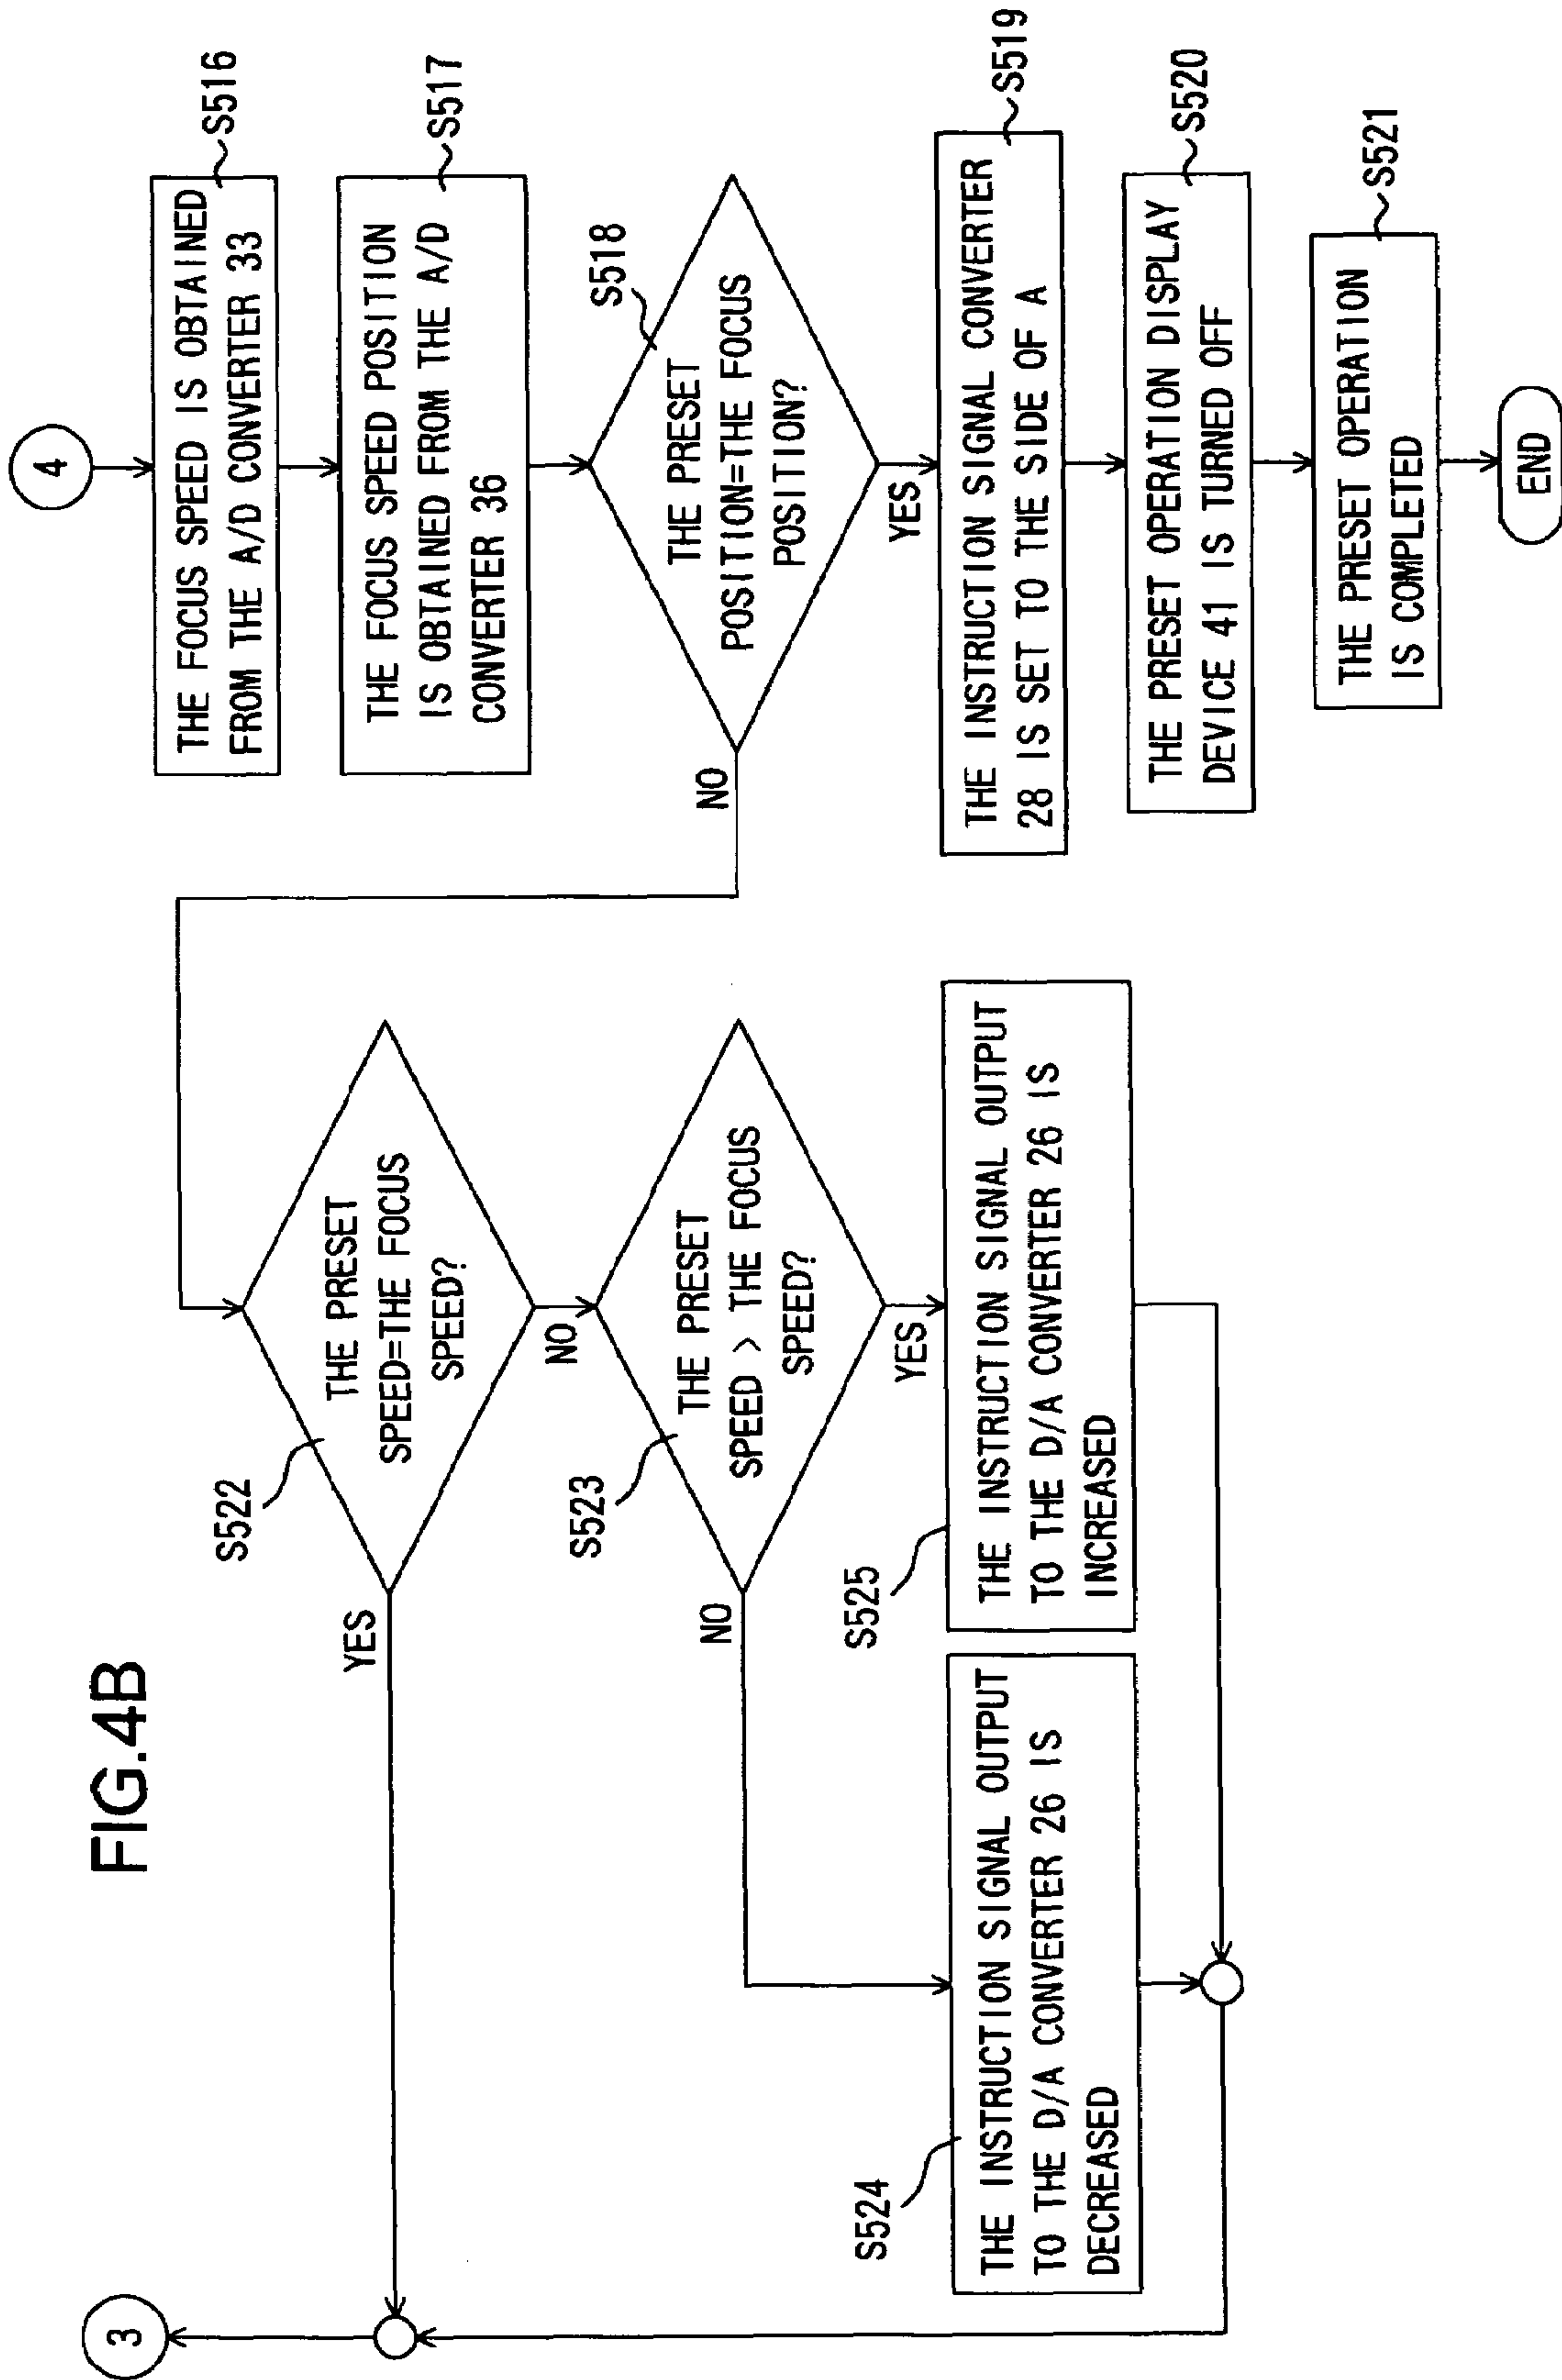 FIG.4B
4
THE FOCUS SPEED IS OBTAINED
FROM THE A/D CONVERTER 33
S516
THE FOCUS SPEED POSITION
IS OBTAINED FROM THE A/D
CONVERTER 36
S517
S518
THE PRESET
POSITION=THE FOCUS
POSITION?
NO
YES
THE INSTRUCTION SIGNAL CONVERTER
28 IS SET TO THE SIDE OF A
S519
THE PRESET OPERATION DISPLAY
DEVICE 41 IS TURNED OFF
S520
THE PRESET OPERATION
IS COMPLETED
S521
END
S522
THE PRESET
SPEED=THE FOCUS
SPEED?
YES
NO
S523
THE PRESET
SPEED > THE FOCUS
SPEED?
NO
YES
S524
THE INSTRUCTION SIGNAL OUTPUT
TO THE D/A CONVERTER 26 IS
DECREASED
S525
THE INSTRUCTION SIGNAL OUTPUT
TO THE D/A CONVERTER 26 IS
INCREASED
3